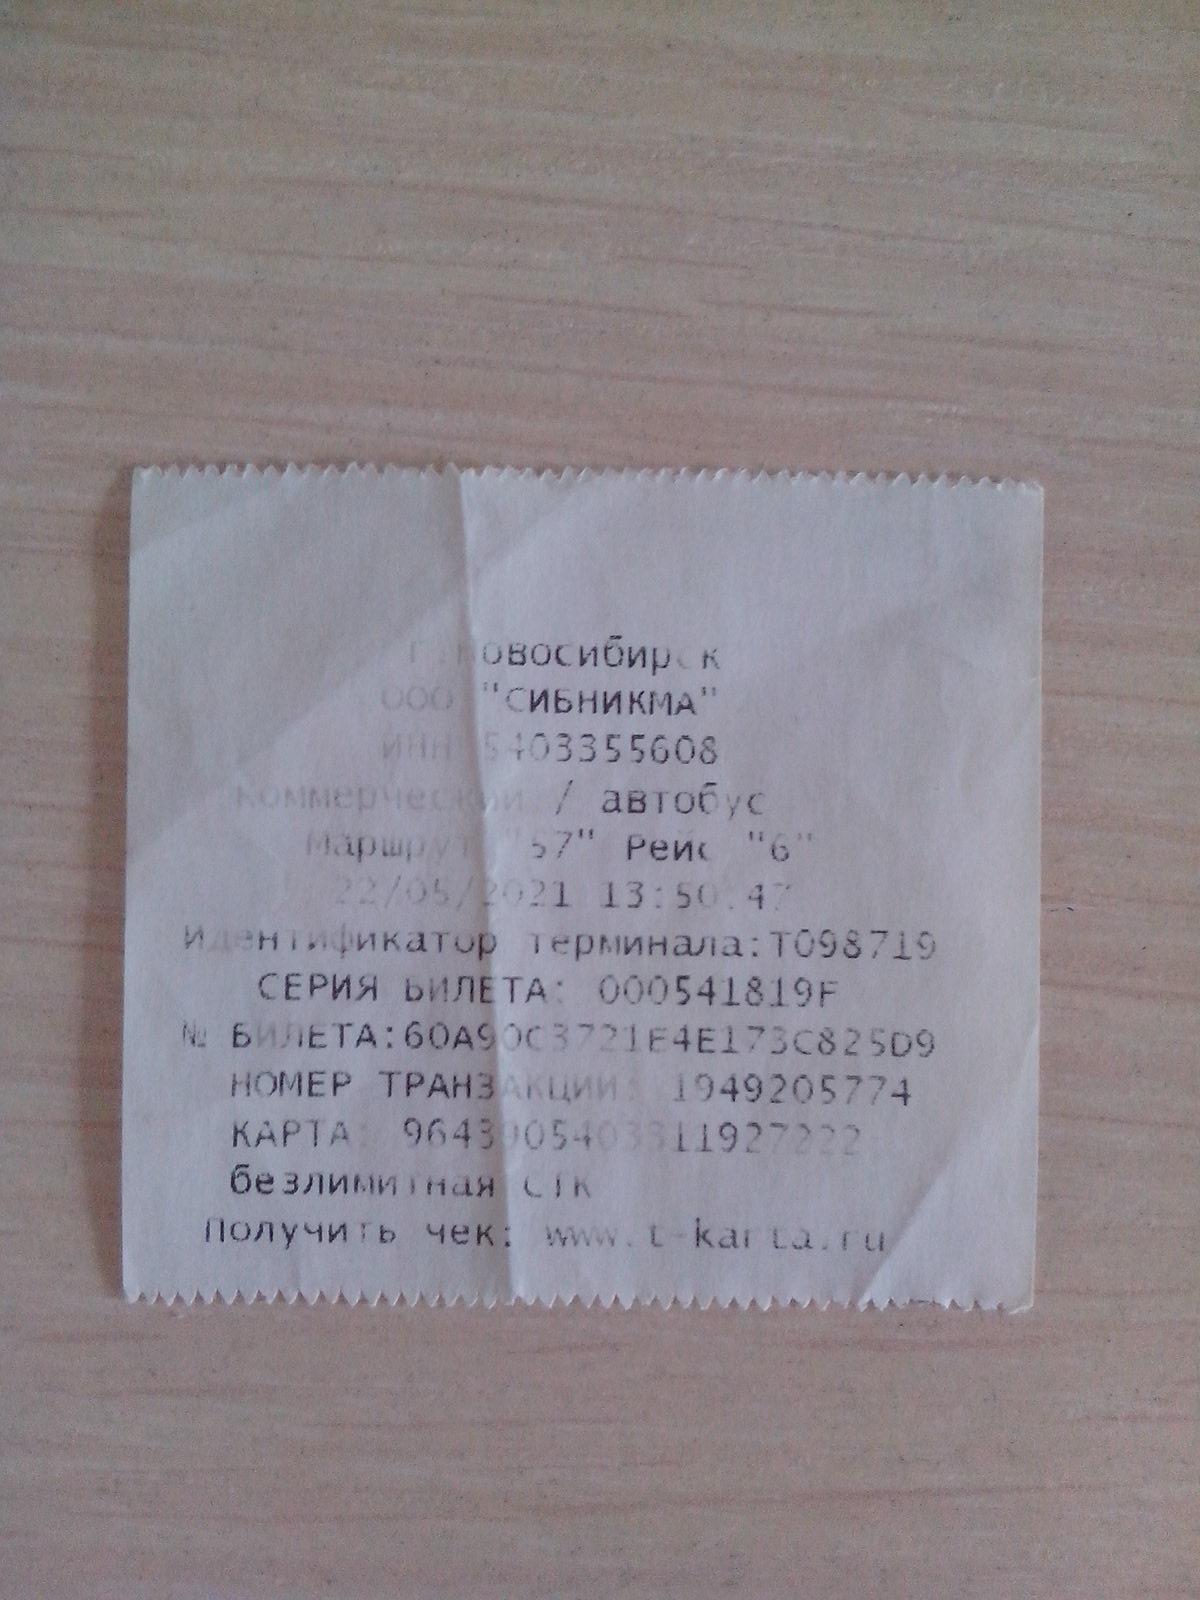 г.Новосибирск
ООО "СИБНИКМА"
ИНН 5403355608
Коммерческий / автобус
Маршрут "57" Рейс "6"
22/05/2021 13:50:47
Идентификатор терминала:T098719
СЕРИЯ БИЛЕТА: 000541819F
№ БИЛЕТА:60A90C3721E4E173C825D9
НОМЕР ТРАНЗАКЦИИ: 1949205774
КАРТА: 9643905403311927222
безлимитная СТК
Получить чек: www.t-karta.ru